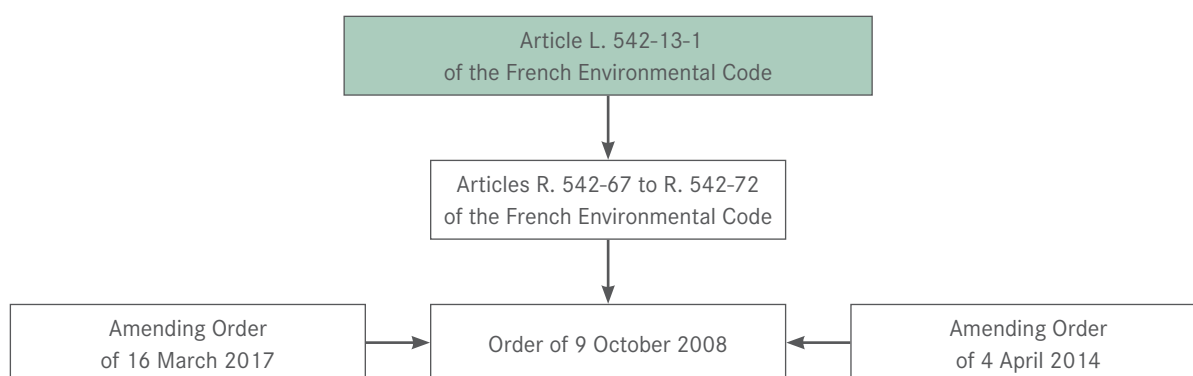 Article L. 542-13-1
of the French Environmental Code
Articles R. 542-67 to R. 542-72
of the French Environmental Code
Amending Order
of 16 March 2017
Order of 9 October 2008
Amending Order
of 4 April 2014